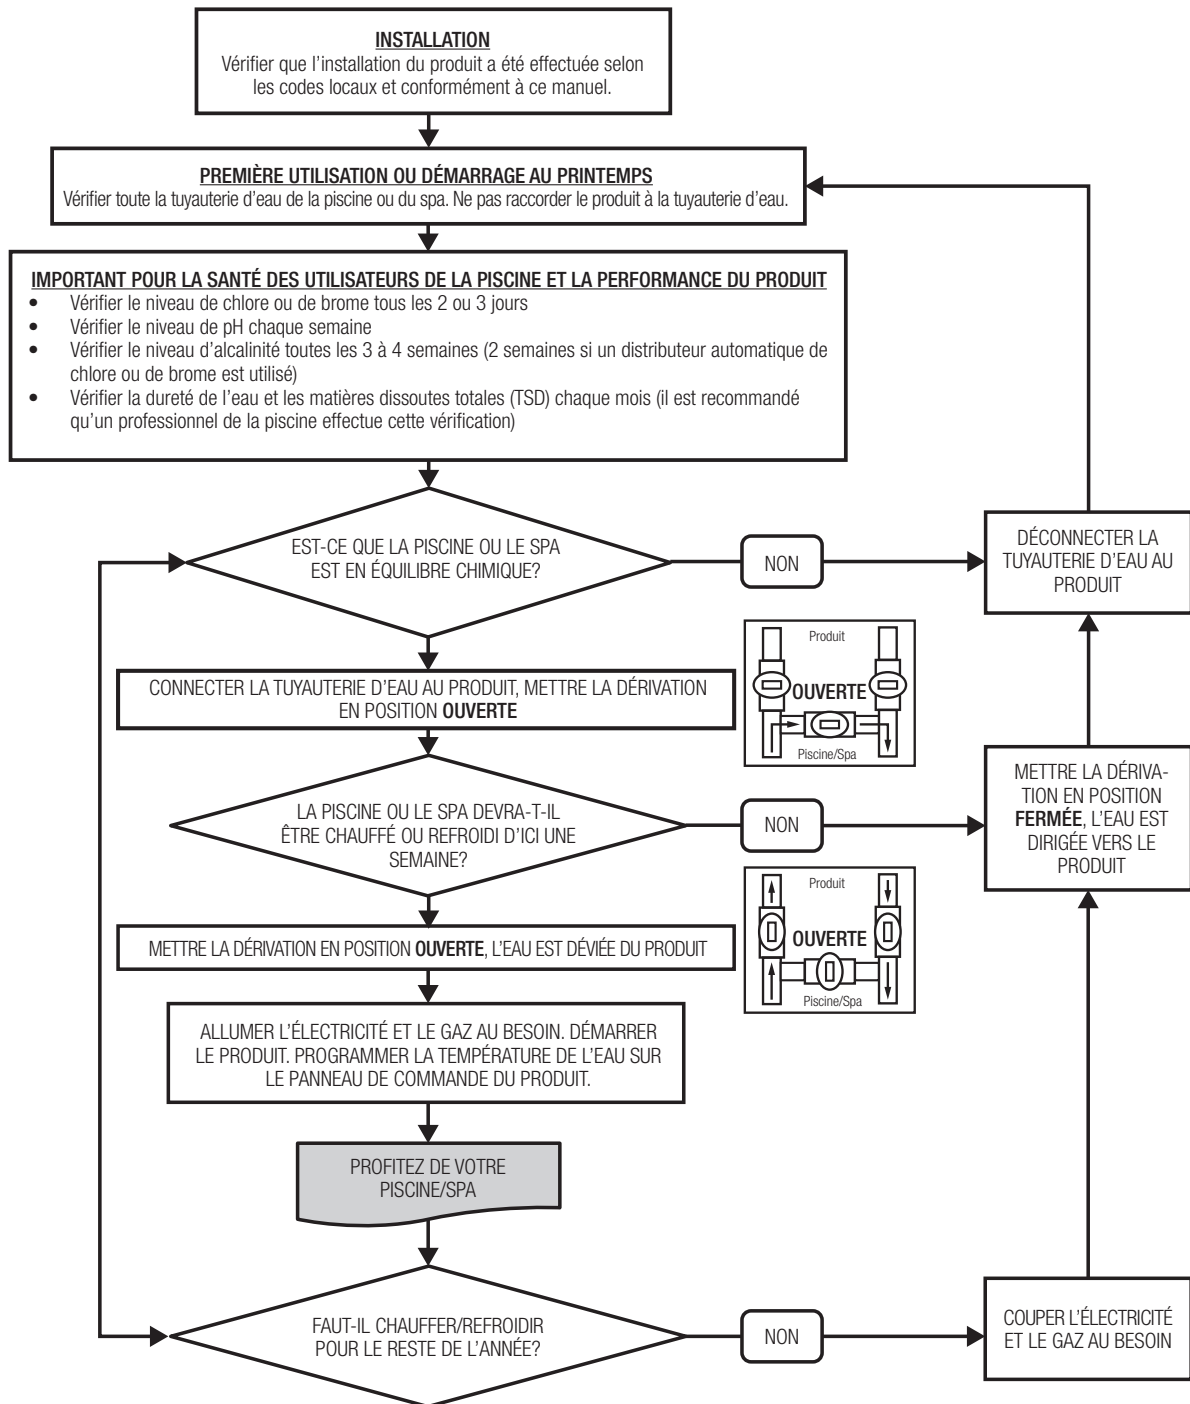 INSTALLATION
Vérifier que l'installation du produit a été effectuée selon
les codes locaux et conformément à ce manuel.
PREMIÈRE UTILISATION OU DÉMARRAGE AU PRINTEMPS
Vérifier toute la tuyauterie d'eau de la piscine ou du spa. Ne pas raccorder le produit à la tuyauterie d'eau.
IMPORTANT POUR LA SANTÉ DES UTILISATEURS DE LA PISCINE ET LA PERFORMANCE DU PRODUIT
• Vérifier le niveau de chlore ou de brome tous les 2 ou 3 jours
• Vérifier le niveau de pH chaque semaine
• Vérifier le niveau d'alcalinité toutes les 3 à 4 semaines (2 semaines si un distributeur automatique de
chlore ou de brome est utilisé)
• Vérifier la dureté de l'eau et les matières dissoutes totales (TSD) chaque mois (il est recommandé
qu'un professionnel de la piscine effectue cette vérification)
EST-CE QUE LA PISCINE OU LE SPA
EST EN ÉQUILIBRE CHIMIQUE?
NON
DÉCONNECTER LA
TUYAUTERIE D'EAU AU
PRODUIT
CONNECTER LA TUYAUTERIE D'EAU AU PRODUIT, METTRE LA DÉRIVATION
EN POSITION OUVERTE
Produit
OUVERTE
Piscine/Spa
LA PISCINE OU LE SPA DEVRA-T-IL
ÊTRE CHAUFFÉ OU REFROIDI D'ICI UNE
SEMAINE?
NON
METTRE LA DÉRIVA-
TION EN POSITION
FERMÉE, L'EAU EST
DIRIGÉE VERS LE
PRODUIT
METTRE LA DÉRIVATION EN POSITION OUVERTE, L'EAU EST DÉVIÉE DU PRODUIT
Produit
OUVERTE
Piscine/Spa
ALLUMER L'ÉLECTRICITÉ ET LE GAZ AU BESOIN. DÉMARRER
LE PRODUIT. PROGRAMMER LA TEMPÉRATURE DE L'EAU SUR
LE PANNEAU DE COMMANDE DU PRODUIT.
PROFITEZ DE VOTRE
PISCINE/SPA
FAUT-IL CHAUFFER/REFROIDIR
POUR LE RESTE DE L'ANNÉE?
NON
COUPER L'ÉLECTRICITÉ
ET LE GAZ AU BESOIN